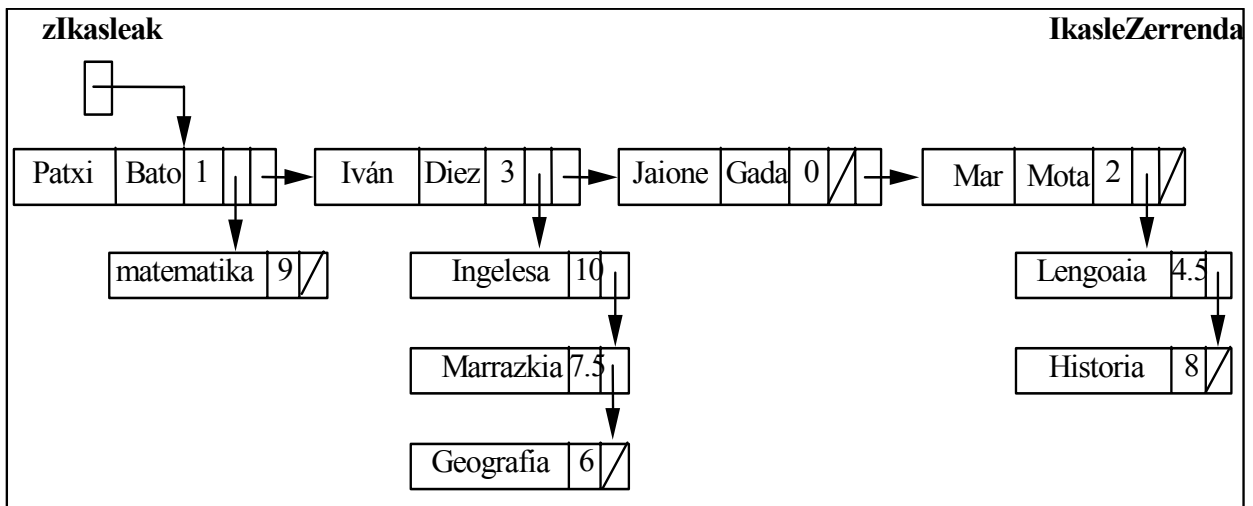 zIkasleak IkasleZerrenda
Patxi Bato 1 Iván Diez 3 Jaione Gada 0 Mar Mota 2
matematika 9 Ingelesa 10 Lengoaia 4.5
Marrazkia 7.5 Historia 8
Geografia 6